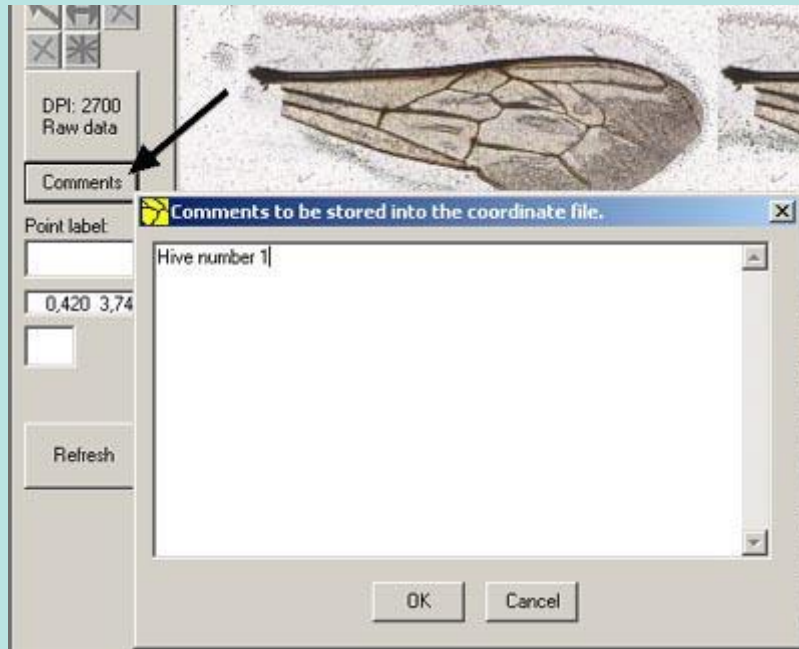 DPI: 2700
Raw data
Comments
Comments to be stored into the coordinate file.
Point label:
Hive number 1
0,420 3,74
Refresh
OK
Cancel